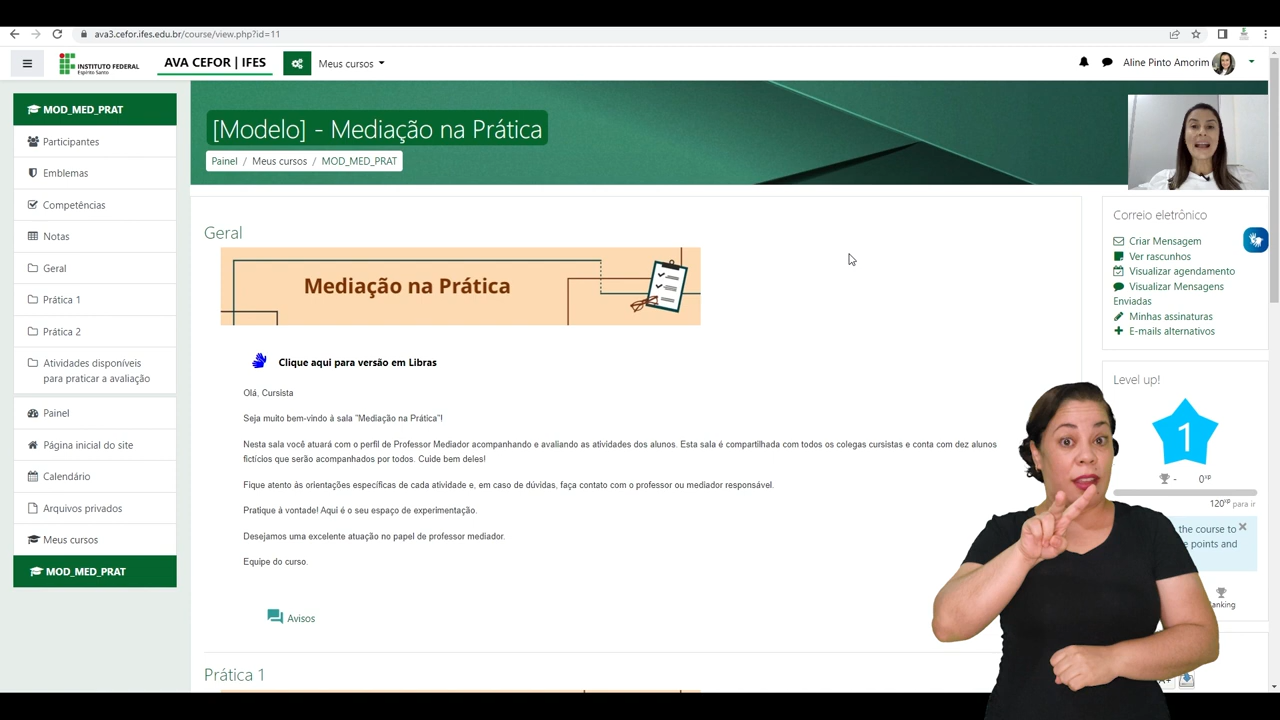 ava3.cefor.ifes.edu.br/course/view.php?id=11
INSTITUTO FEDERAL
Espírito Santo
AVA CEFOR | IFES
Meus cursos
Aline Pinto Amorim
MOD_MED_PRAT
Participantes
Emblemas
Competências
Notas
Geral
Prática 1
Prática 2
Atividades disponíveis
para praticar a avaliação
Painel
Página inicial do site
Calendário
Arquivos privados
Meus cursos
MOD_MED_PRAT
[Modelo] - Mediação na Prática
Painel / Meus cursos / MOD_MED_PRAT
Geral
Mediação na Prática
Clique aqui para versão em Libras
Olá, Cursista
Seja muito bem-vindo à sala "Mediação na Prática"!
Nesta sala você atuará com o perfil de Professor Mediador acompanhando e avaliando as atividades dos alunos. Esta sala é compartilhada com todos os colegas cursistas e conta com dez alunos
fictícios que serão acompanhados por todos. Cuide bem deles!
Fique atento às orientações específicas de cada atividade e, em caso de dúvidas, faça contato com o professor ou mediador responsável.
Pratique à vontade! Aqui é o seu espaço de experimentação.
Desejamos uma excelente atuação no papel de professor mediador.
Equipe do curso.
Avisos
Prática 1
Correio eletrônico
Criar Mensagem
Ver rascunhos
Visualizar agendamento
Visualizar Mensagens
Enviadas
Minhas assinaturas
E-mails alternativos
Level up!
1
- 0xp
120xp para ir
the course to
points and